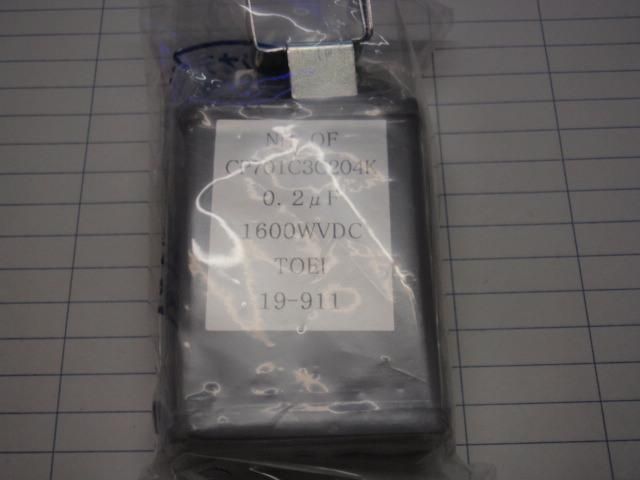 OF
CP701C3C204K
0.2μF
1600WVDC
TOEI
19-911